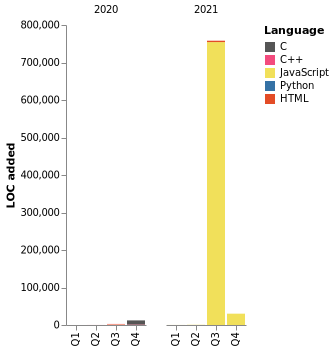 2020
2021
Language
C
C++
JavaScript
Python
HTML
LOC added
800,000
700,000
600,000
500,000
400,000
300,000
200,000
100,000
0
Q1
Q2
Q3
Q4
Q1
Q2
Q3
Q4